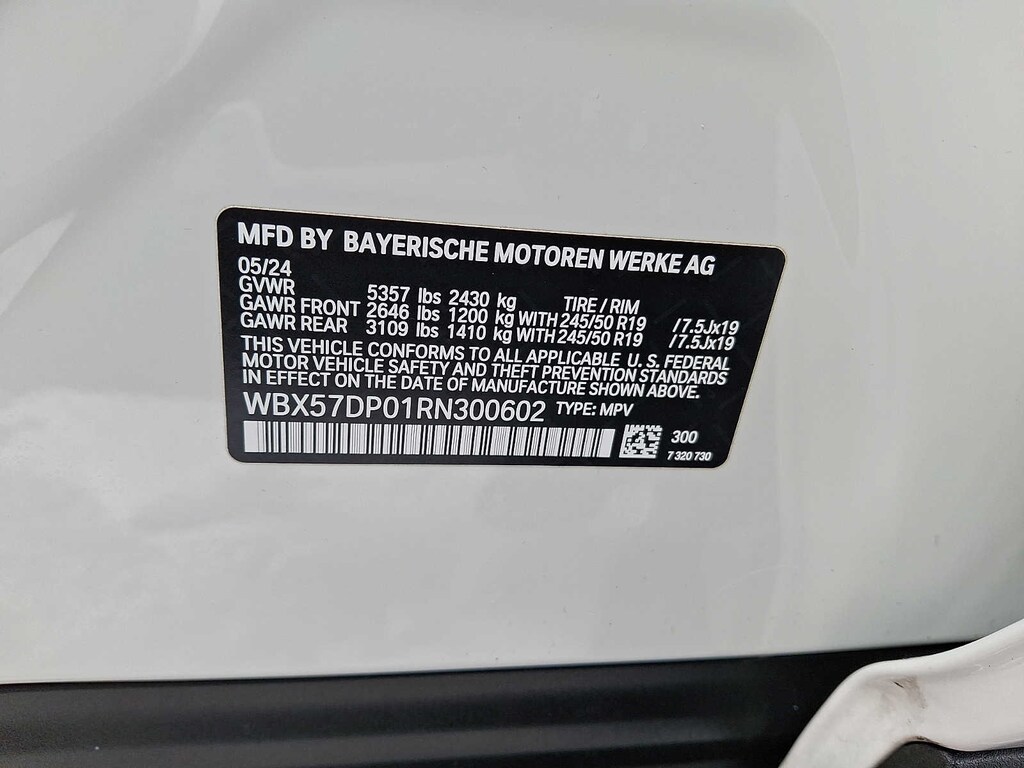 MFD BY BAYERISCHE MOTOREN WERKE AG
05/24
GVWR 5357 lbs 2430 kg TIRE / RIM
GAWR FRONT 2646 lbs 1200 kg WITH 245/50 R19 /7.5Jx19
GAWR REAR 3109 lbs 1410 kg WITH 245/50 R19 /7.5Jx19
THIS VEHICLE CONFORMS TO ALL APPLICABLE U.S. FEDERAL
MOTOR VEHICLE SAFETY AND THEFT PREVENTION STANDARDS
IN EFFECT ON THE DATE OF MANUFACTURE SHOWN ABOVE.
WBX57DP01RN300602 TYPE: MPV
300
7 320 730